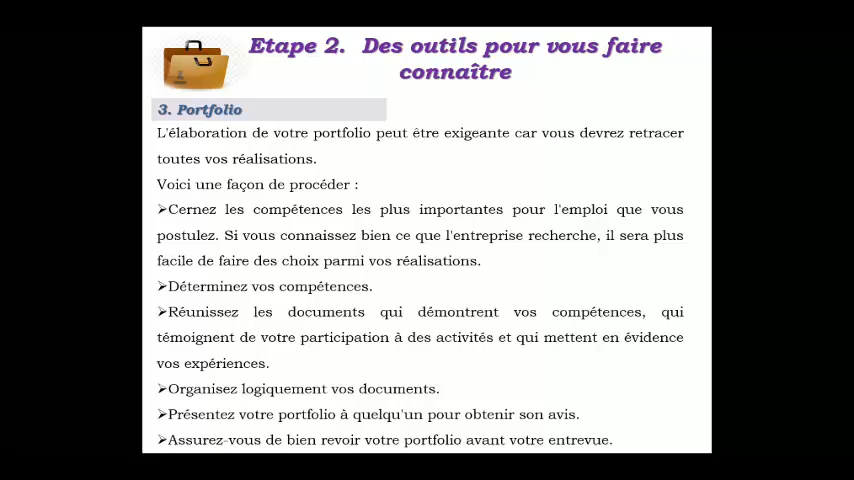 Etape 2. Des outils pour vous faire
connaître
3. Portfolio
L'élaboration de votre portfolio peut être exigeante car vous devrez retracer
toutes vos réalisations.
Voici une façon de procéder :
➢Cernez les compétences les plus importantes pour l'emploi que vous
postulez. Si vous connaissez bien ce que l'entreprise recherche, il sera plus
facile de faire des choix parmi vos réalisations.
➢Déterminez vos compétences.
➢Réunissez les documents qui démontrent vos compétences, qui
témoignent de votre participation à des activités et qui mettent en évidence
vos expériences.
➢Organisez logiquement vos documents.
➢Présentez votre portfolio à quelqu'un pour obtenir son avis.
➢Assurez-vous de bien revoir votre portfolio avant votre entrevue.